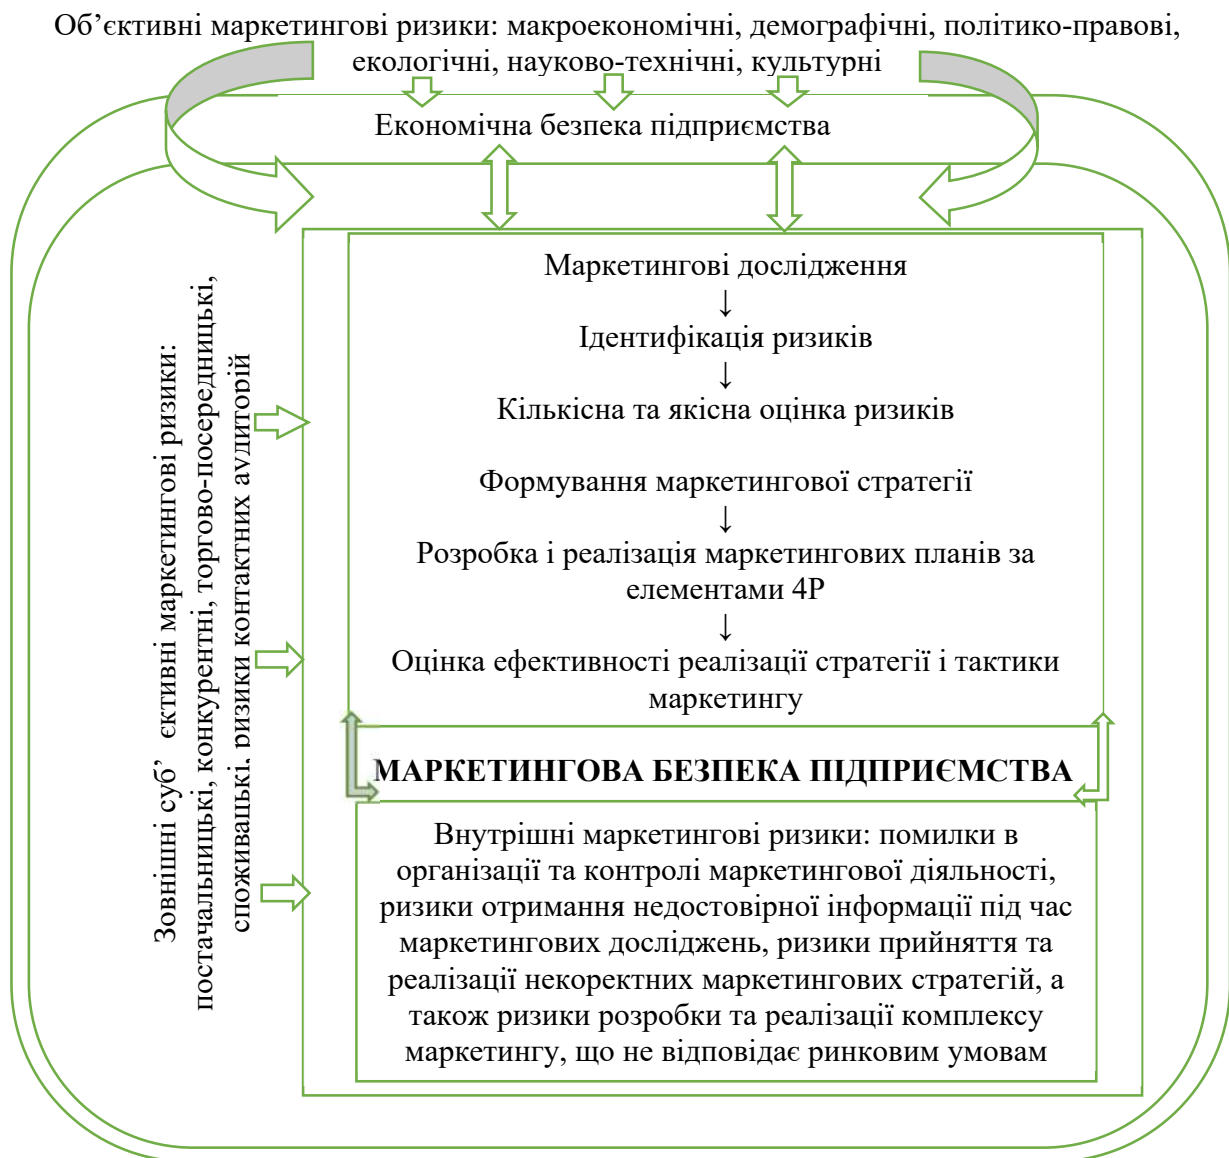 Об’єктивні маркетингові ризики: макроекономічні, демографічні, політико-правові,
екологічні, науково-технічні, культурні
Економічна безпека підприємства
Зовнішні суб’ єктивні маркетингові ризики:
постачальницькі, конкурентні, торгово-посередницькі,
споживацькі, ризики контактних аудиторій
Маркетингові дослідження
↓
Ідентифікація ризиків
↓
Кількісна та якісна оцінка ризиків
Формування маркетингової стратегії
↓
Розробка і реалізація маркетингових планів за
елементами 4Р
↓
Оцінка ефективності реалізації стратегії і тактики
маркетингу
МАРКЕТИНГОВА БЕЗПЕКА ПІДПРИЄМСТВА
Внутрішні маркетингові ризики: помилки в
організації та контролі маркетингової діяльності,
ризики отримання недостовірної інформації під час
маркетингових досліджень, ризики прийняття та
реалізації некоректних маркетингових стратегій, а
також ризики розробки та реалізації комплексу
маркетингу, що не відповідає ринковим умовам